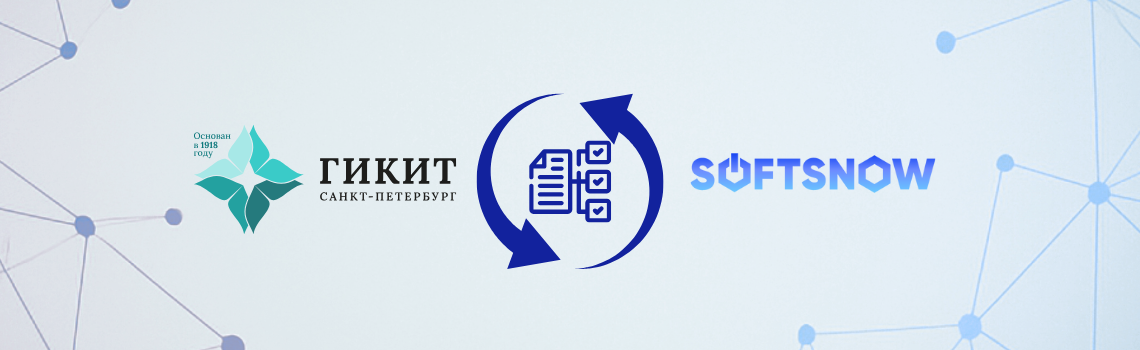 Основан
в 1918
году
ГИКИТ
САНКТ-ПЕТЕРБУРГ
SOFTSNOW